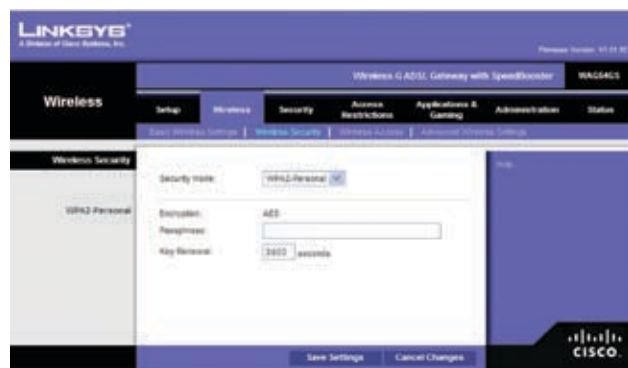 LINKSYS®
A Division of Cisco Systems, Inc.
Firmware Version:
Wireless-G ADSL Gateway with SpeedBooster
WAG54GS
Wireless
Setup
Wireless
Security
Access Restrictions
Applications & Gaming
Administration
Status
Basic Wireless Settings | Wireless Security | Wireless Access | Advanced Wireless Settings
Wireless Security
Security Mode:
WPA2-Personal
Help...
WPA2-Personal
Encryption: AES
Passphrase:
Key Renewal: 3600 seconds
Save Settings
Cancel Changes
CISCO.